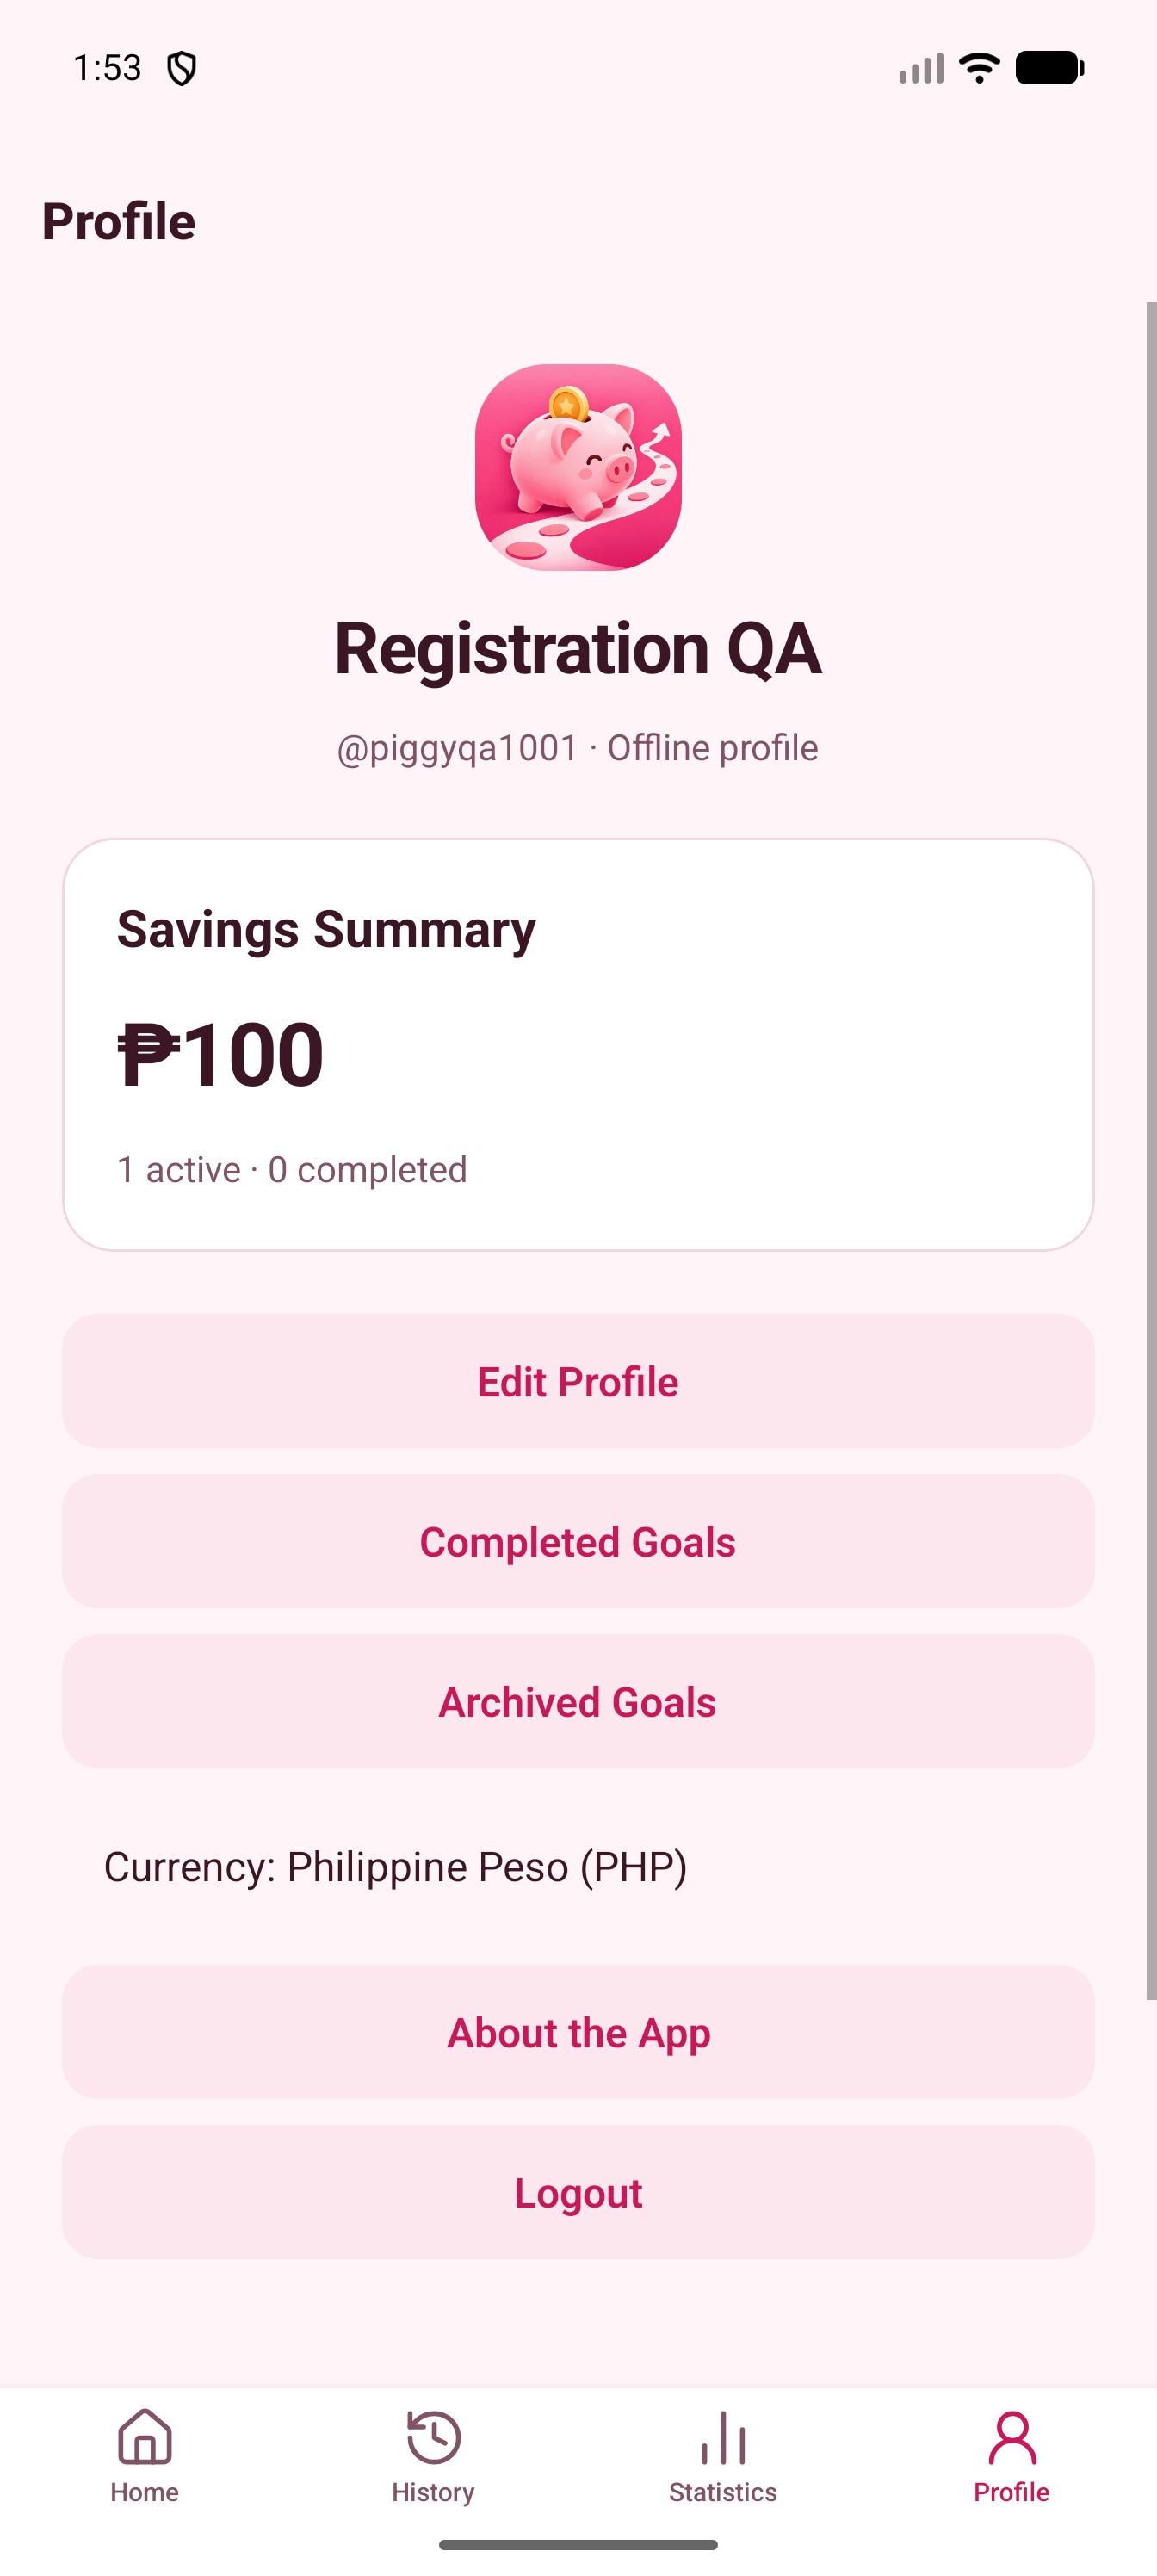 1:53
Profile
Registration QA
@piggyqa1001 · Offline profile
Savings Summary
₱100
1 active · 0 completed
Edit Profile
Completed Goals
Archived Goals
Currency: Philippine Peso (PHP)
About the App
Logout
Home
History
Statistics
Profile